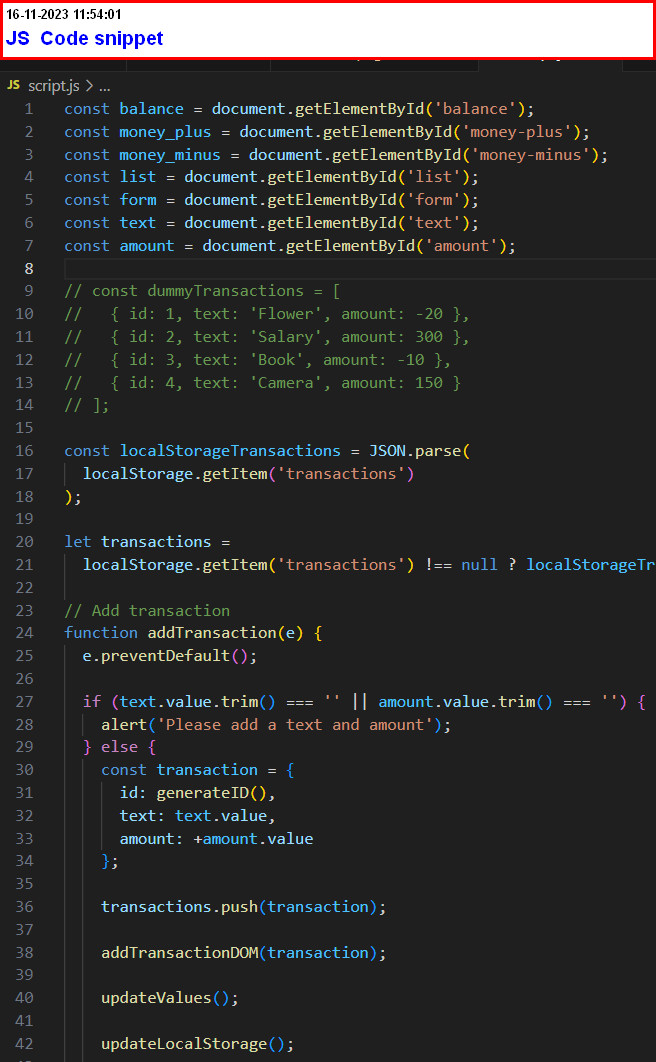 16-11-2023 11:54:01
JS Code snippet
JS script.js > ...
1 const balance = document.getElementById('balance');
2 const money_plus = document.getElementById('money-plus');
3 const money_minus = document.getElementById('money-minus');
4 const list = document.getElementById('list');
5 const form = document.getElementById('form');
6 const text = document.getElementById('text');
7 const amount = document.getElementById('amount');
8
9 // const dummyTransactions = [
10 //   { id: 1, text: 'Flower', amount: -20 },
11 //   { id: 2, text: 'Salary', amount: 300 },
12 //   { id: 3, text: 'Book', amount: -10 },
13 //   { id: 4, text: 'Camera', amount: 150 }
14 // ];
15
16 const localStorageTransactions = JSON.parse(
17   localStorage.getItem('transactions')
18 );
19
20 let transactions =
21   localStorage.getItem('transactions') !== null ? localStorageTr
22
23 // Add transaction
24 function addTransaction(e) {
25   e.preventDefault();
26
27   if (text.value.trim() === '' || amount.value.trim() === '') {
28     alert('Please add a text and amount');
29   } else {
30     const transaction = {
31       id: generateID(),
32       text: text.value,
33       amount: +amount.value
34     };
35
36     transactions.push(transaction);
37
38     addTransactionDOM(transaction);
39
40     updateValues();
41
42     updateLocalStorage();